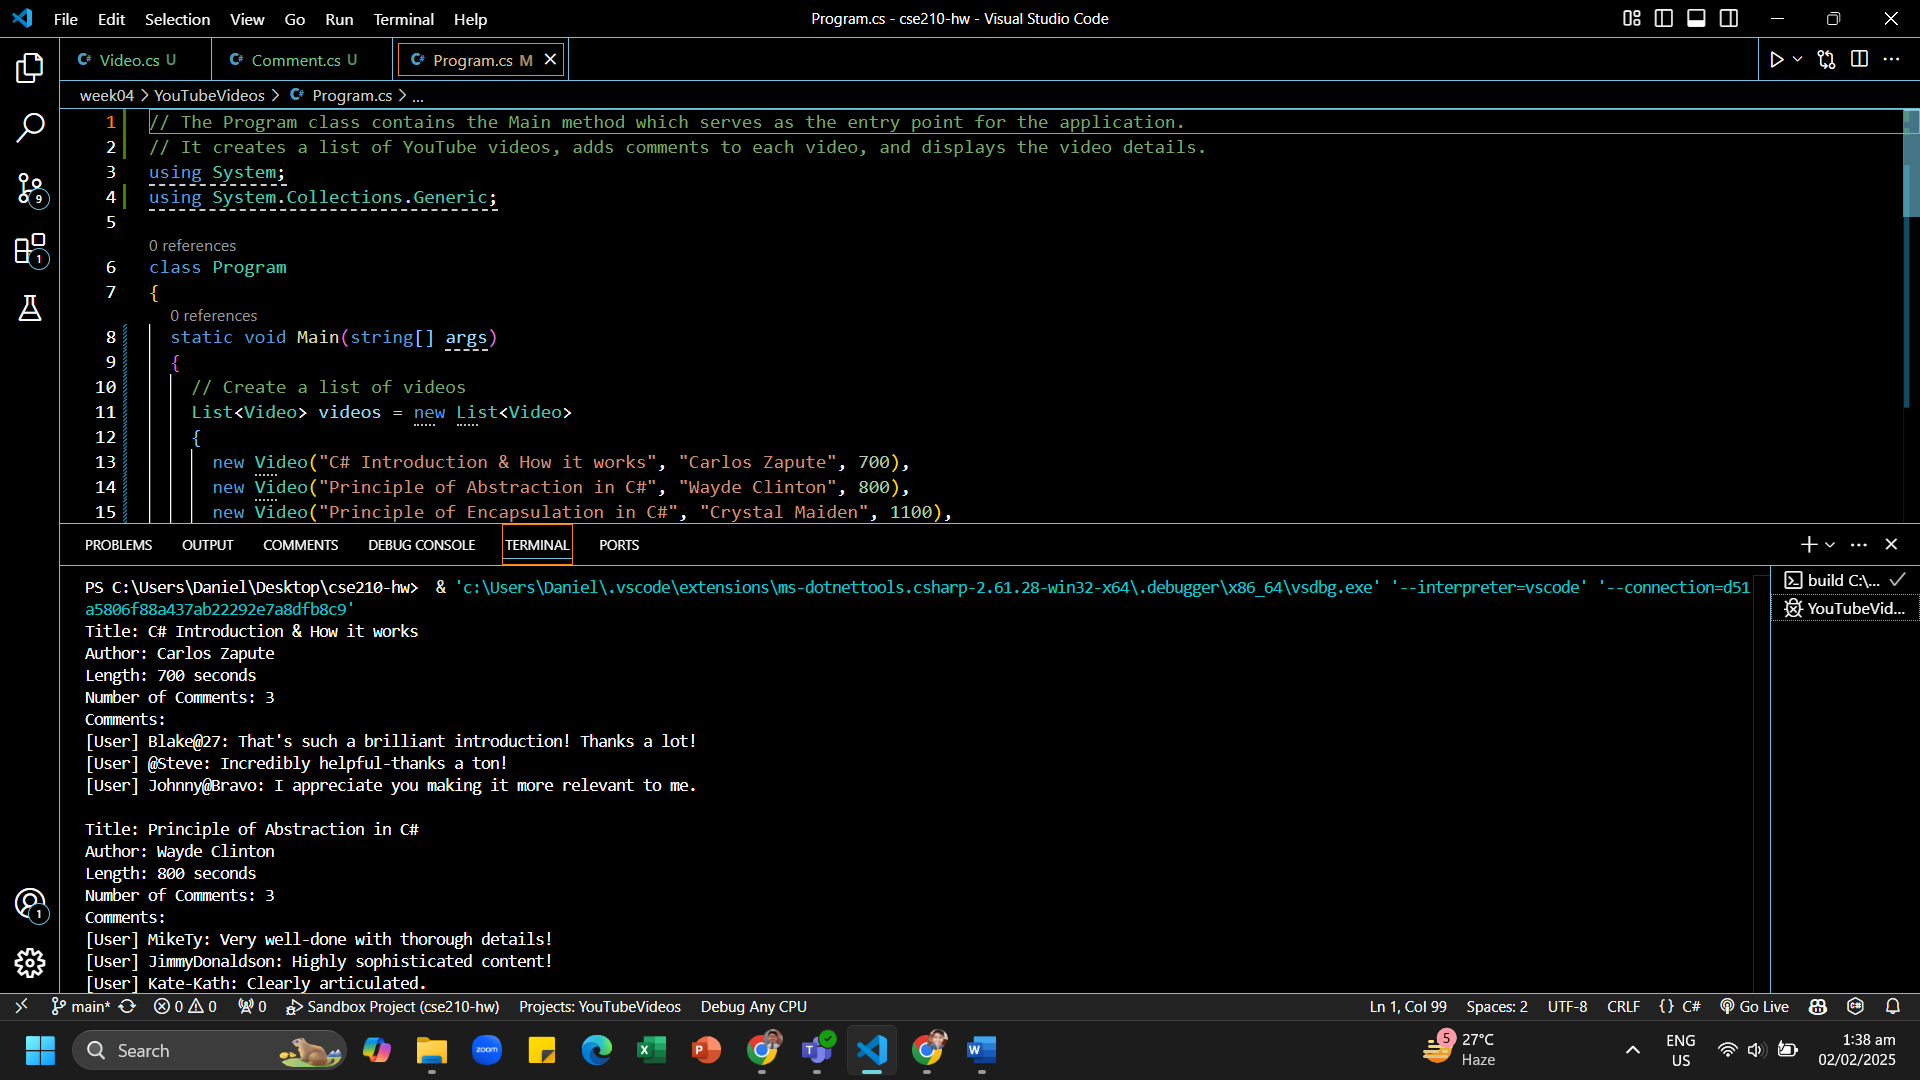 File Edit Selection View Go Run Terminal Help
Program.cs - cse210-hw - Visual Studio Code
Video.cs U
Comment.cs U
Program.cs M
week04 > YouTubeVideos > Program.cs > ...
1 // The Program class contains the Main method which serves as the entry point for the application.
2 // It creates a list of YouTube videos, adds comments to each video, and displays the video details.
3 using System;
4 using System.Collections.Generic;
5
0 references
6 class Program
7 {
0 references
8 static void Main(string[] args)
9 {
10 // Create a list of videos
11 List<Video> videos = new List<Video>
12 {
13 new Video("C# Introduction & How it works", "Carlos Zapute", 700),
14 new Video("Principle of Abstraction in C#", "Wayde Clinton", 800),
15 new Video("Principle of Encapsulation in C#", "Crystal Maiden", 1100),
9
1
PROBLEMS OUTPUT COMMENTS DEBUG CONSOLE TERMINAL PORTS
PS C:\Users\Daniel\Desktop\cse210-hw>  & 'c:\Users\Daniel\.vscode\extensions\ms-dotnettools.csharp-2.61.28-win32-x64\.debugger\x86_64\vsdbg.exe' '--interpreter=vscode' '--connection=d51
a5806f88a437ab22292e7a8dfb8c9'
Title: C# Introduction & How it works
Author: Carlos Zapute
Length: 700 seconds
Number of Comments: 3
Comments:
[User] Blake@27: That's such a brilliant introduction! Thanks a lot!
[User] @Steve: Incredibly helpful-thanks a ton!
[User] Johnny@Bravo: I appreciate you making it more relevant to me.
Title: Principle of Abstraction in C#
Author: Wayde Clinton
Length: 800 seconds
Number of Comments: 3
Comments:
[User] MikeTy: Very well-done with thorough details!
[User] JimmyDonaldson: Highly sophisticated content!
[User] Kate-Kath: Clearly articulated.
build C:\...
YouTubeVid...
1
main* 0 0 0 Sandbox Project (cse210-hw) Projects: YouTubeVideos Debug Any CPU
Ln 1, Col 99 Spaces: 2 UTF-8 CRLF {} C# Go Live
Search
zoom
5
27°C
Haze
ENG
US
1:38 am
02/02/2025